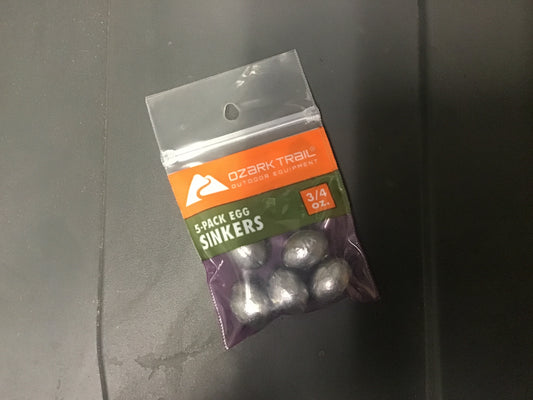 OZARK TRAIL®
OUTDOOR EQUIPMENT
5-PACK EGG
SINKERS
3/4
OZ.